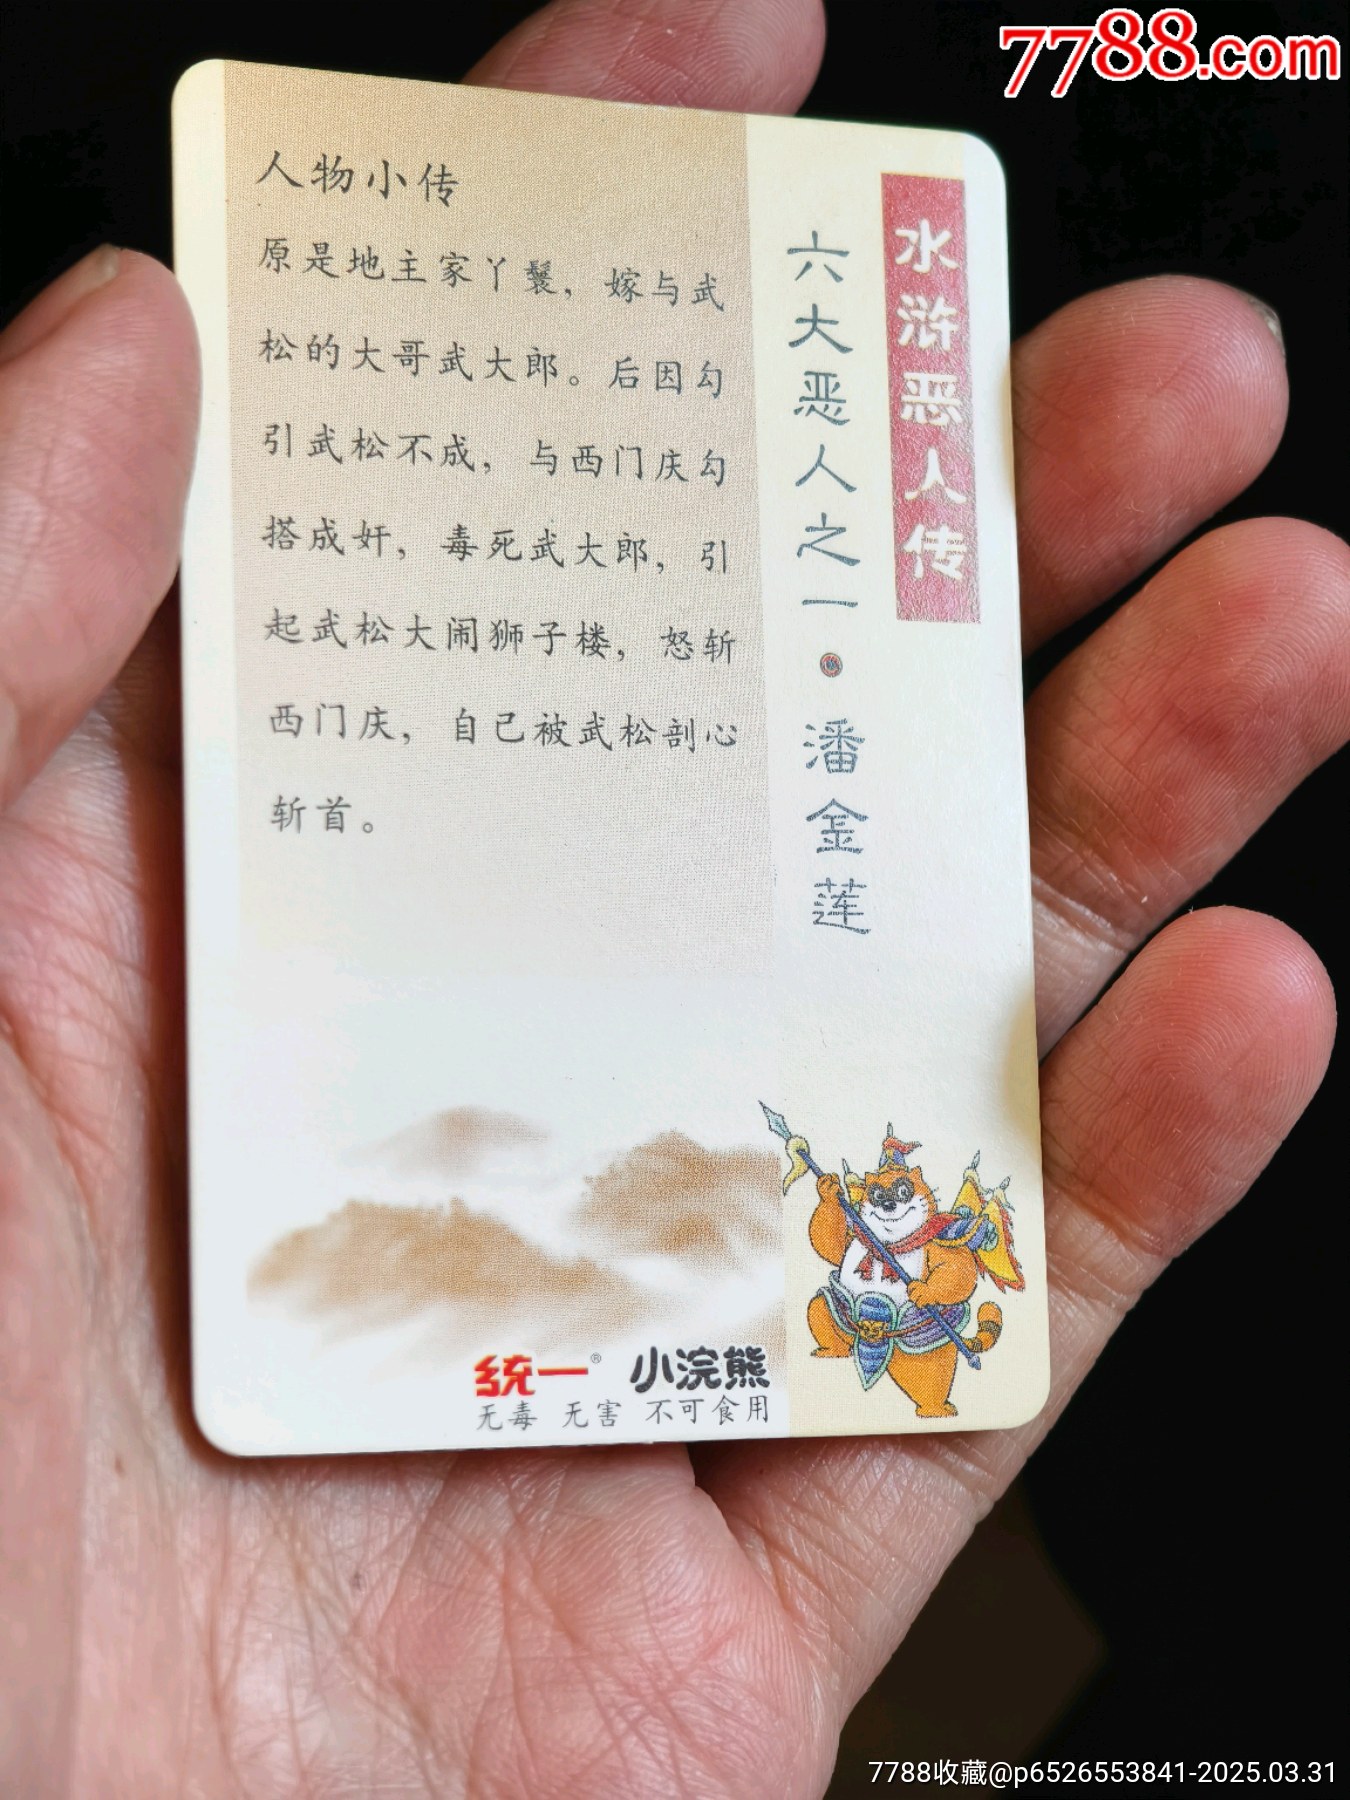 7788.com
水浒恶人传
六大恶人之一●潘金莲
人物小传
原是地主家丫鬟，嫁与武
松的大哥武大郎。后因勾
引武松不成，与西门庆勾
搭成奸，毒死武大郎，引
起武松大闹狮子楼，怒斩
西门庆，自己被武松剖心
斩首。
统一® 小浣熊
无毒 无害 不可食用
7788收藏@p6526553841-2025.03.31